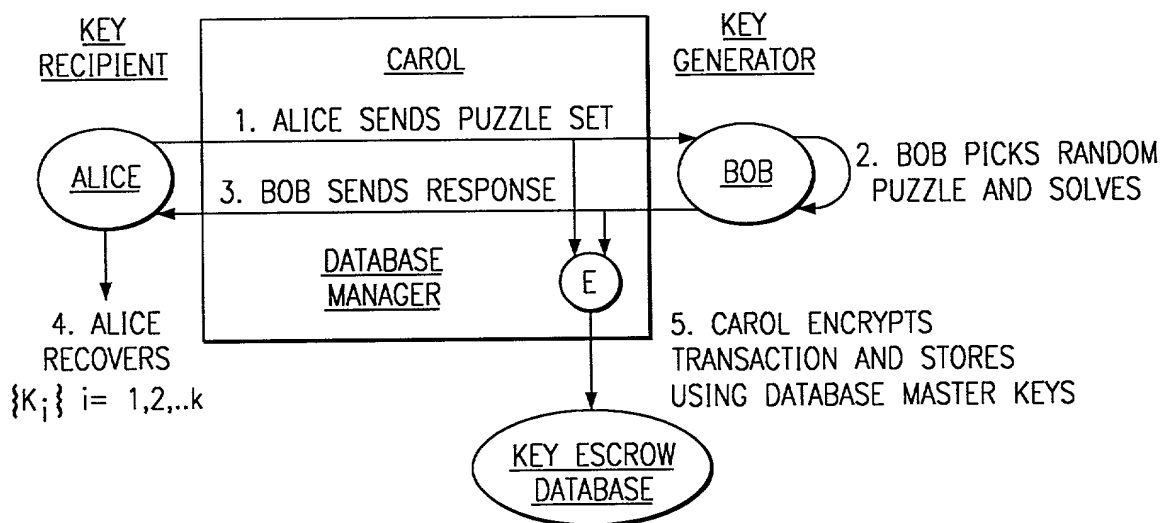 KEY
RECIPIENT
CAROL
KEY
GENERATOR
1. ALICE SENDS PUZZLE SET
ALICE
BOB
2. BOB PICKS RANDOM
PUZZLE AND SOLVES
3. BOB SENDS RESPONSE
DATABASE
MANAGER
E
4. ALICE
RECOVERS
{Ki} i= 1,2,..k
5. CAROL ENCRYPTS
TRANSACTION AND STORES
USING DATABASE MASTER KEYS
KEY ESCROW
DATABASE